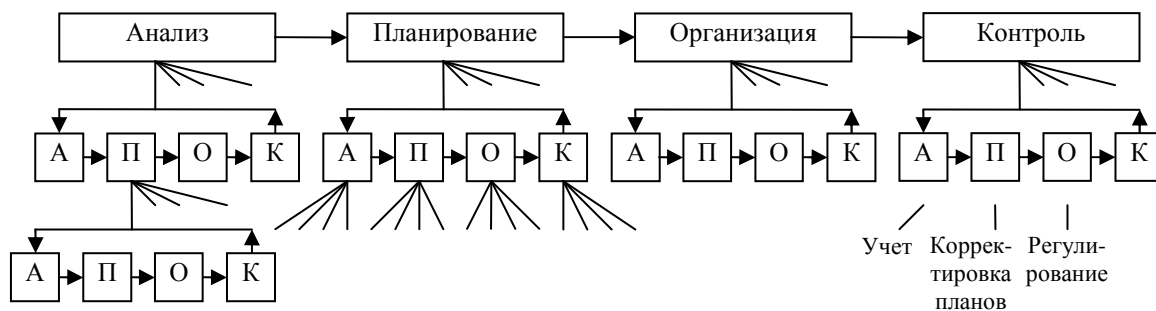 Анализ Планирование Организация Контроль
А П О К А П О К А П О К А П О К
Учет Коррек- Регули-
А П О К тировка рование
планов